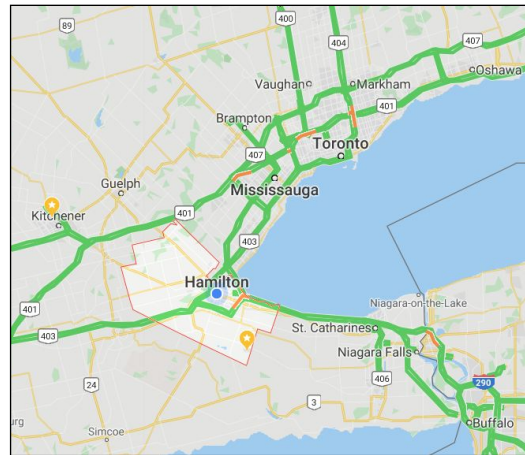 400
89
404
407
Oshawa
Vaughan
Markham
401
Brampton
Toronto
407
Guelph
Mississauga
Kitchener
401
403
Hamilton
Niagara-on-the-Lake
401
403
St. Catharines
Niagara Falls
406
290
24
3
Buffalo
urg
Simcoe